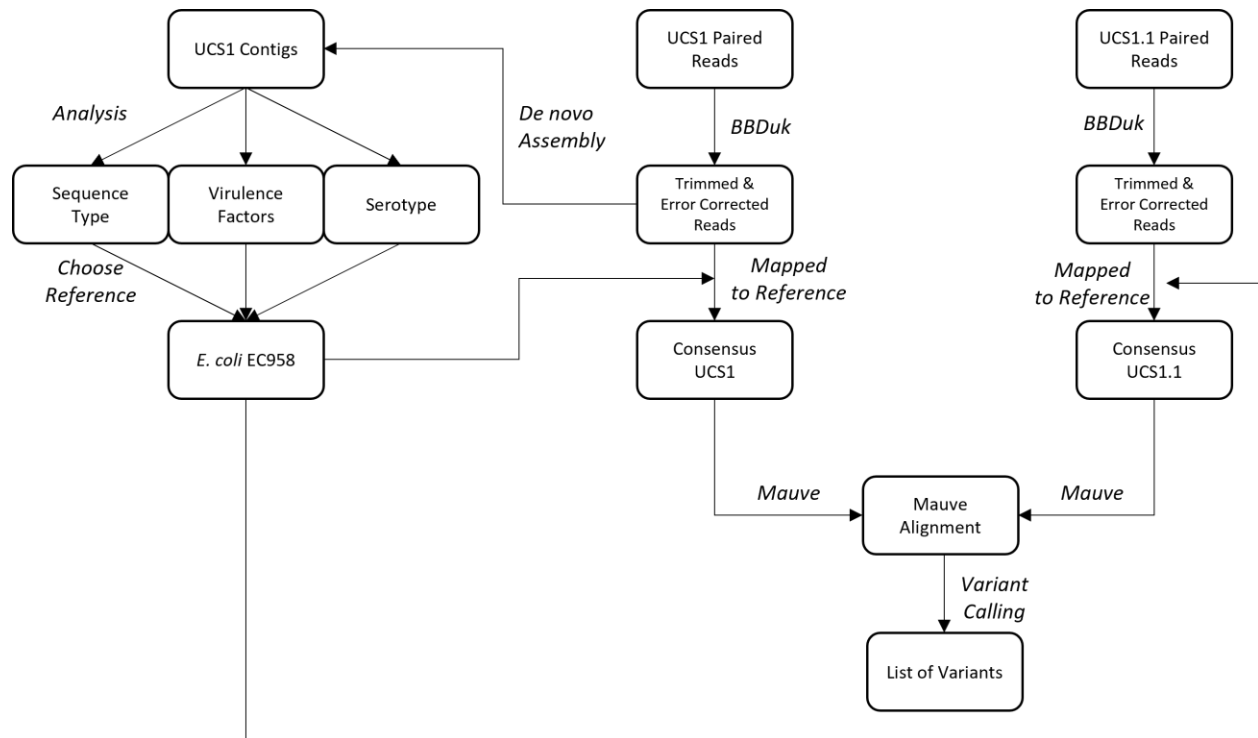 UCS1 Contigs
UCS1 Paired
Reads
UCS1.1 Paired
Reads
Analysis
De novo
Assembly
BBDuk
BBDuk
Sequence
Type
Virulence
Factors
Serotype
Trimmed &
Error Corrected
Reads
Trimmed &
Error Corrected
Reads
Choose
Reference
Mapped
to Reference
Mapped
to Reference
E. coli EC958
Consensus
UCS1
Consensus
UCS1.1
Mauve
Mauve
Alignment
Mauve
Variant
Calling
List of Variants